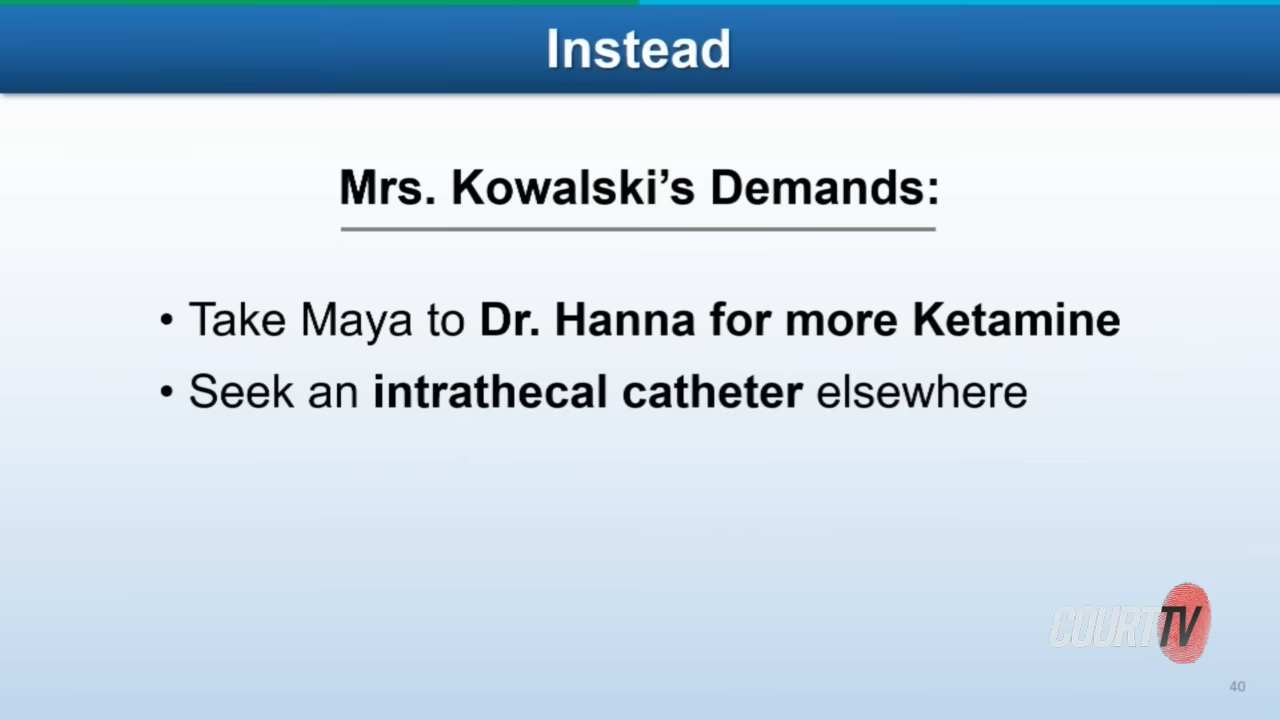 Instead
Mrs. Kowalski’s Demands:
• Take Maya to Dr. Hanna for more Ketamine
• Seek an intrathecal catheter elsewhere
COURT TV
40